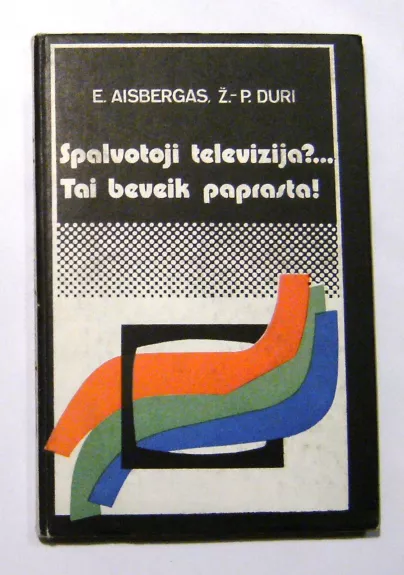 E. AISBERGAS, Ž.-P. DURI
Spalvotoji televizija?...
Tai beveik paprasta!